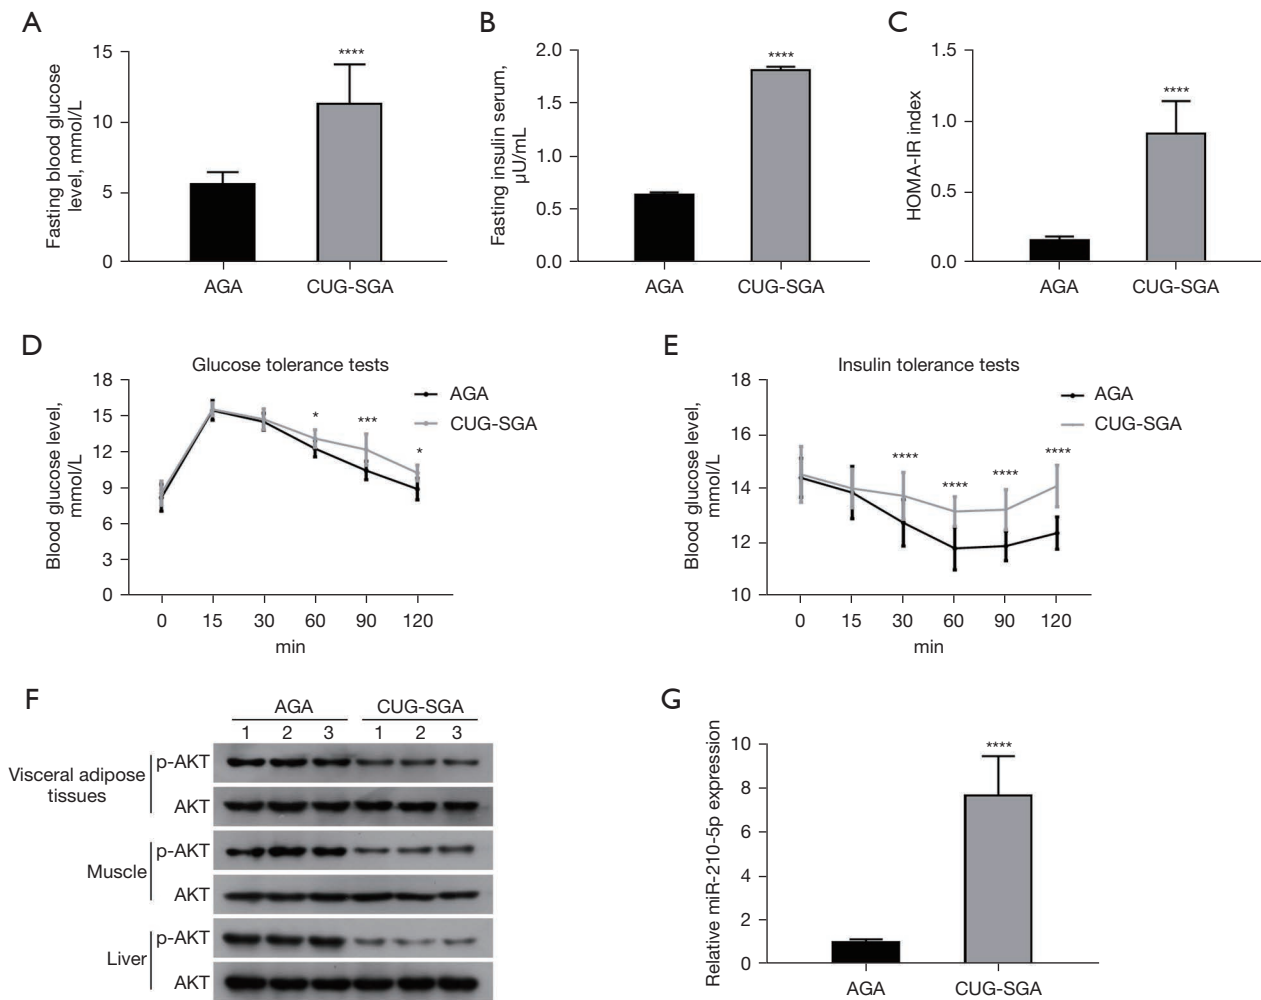 A
Fasting blood glucose
level, mmol/L
15
10
5
0
****
AGA
CUG-SGA
B
Fasting insulin serum,
μU/mL
2.0
1.5
1.0
0.5
0.0
****
AGA
CUG-SGA
C
HOMA-IR index
1.5
1.0
0.5
0.0
****
AGA
CUG-SGA
D
Glucose tolerance tests
Blood glucose level,
mmol/L
18
15
12
9
6
3
0
* *** *
AGA
CUG-SGA
0 15 30 60 90 120
min
E
Insulin tolerance tests
Blood glucose level,
mmol/L
18
16
14
12
10
**** **** **** ****
AGA
CUG-SGA
0 15 30 60 90 120
min
F
AGA CUG-SGA
1 2 3 1 2 3
Visceral adipose
tissues
p-AKT
AKT
Muscle
p-AKT
AKT
Liver
p-AKT
AKT
G
Relative miR-210-5p expression
10
8
6
4
2
0
****
AGA
CUG-SGA